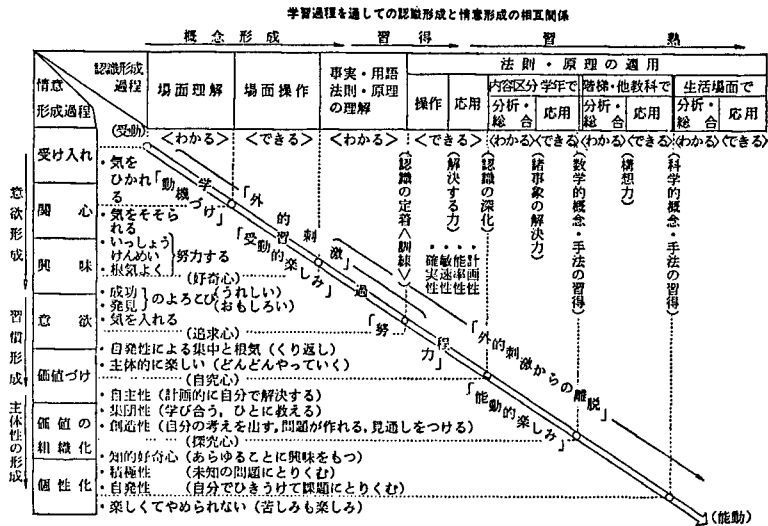 学習過程を通しての認識形成と情意形成の相互関係
概念形成
習得
習熟
認識形成過程
情意形成過程
場面理解
場面操作
事実・用語
法則・原理
の理解
法則・原理の適用
操作
応用
内容区分 学年で
階梯・他教科で
生活場面で
分析・総合
応用
分析・総合
応用
分析・総合
応用
(受動)
<わかる>
<できる>
<わかる>
<できる>
<わかる>
<できる>
<わかる>
<できる>
<わかる>
<できる>
(認識の定着<訓練>)
(解決する力)
・計画性
・能率性
・敏速性
・確実性
(認識の深化)
(諸事象の解決力)
(数学的概念・手法の習得)
(構想力)
(科学的概念・手法の習得)
意欲形成
習慣形成
主体性の形成
受け入れ
関心
興味
意欲
価値づけ
価値の
組織化
個性化
・気を
ひかれ
る
「動機づけ」
・気をそそら
れる
・いっしょう
けんめい
・根気よく
努力する
(好奇心)
・成功
・発見
のよろこび
(うれしい)
(おもしろい)
・気を入れる
(追求心)
・自発性による集中と根気(くり返し)
・主体的に楽しい(どんどんやっていく)
(自究心)
・自主性(計画的に自分で解決する)
・集団性(学び合う,ひとに教える)
・創造性(自分の考えを出す,問題が作れる,見通しをつける)
(探究心)
・知的好奇心(あらゆることに興味をもつ)
・積極性 (未知の問題にとりくむ)
・自発性 (自分でひきうけて課題にとりくむ)
・楽しくてやめられない(苦しみも楽しみ)
学習過程
「外的刺激」
「受動的楽しみ」
「努力」
「外的刺激からの離脱」
「能動的楽しみ」
(能動)